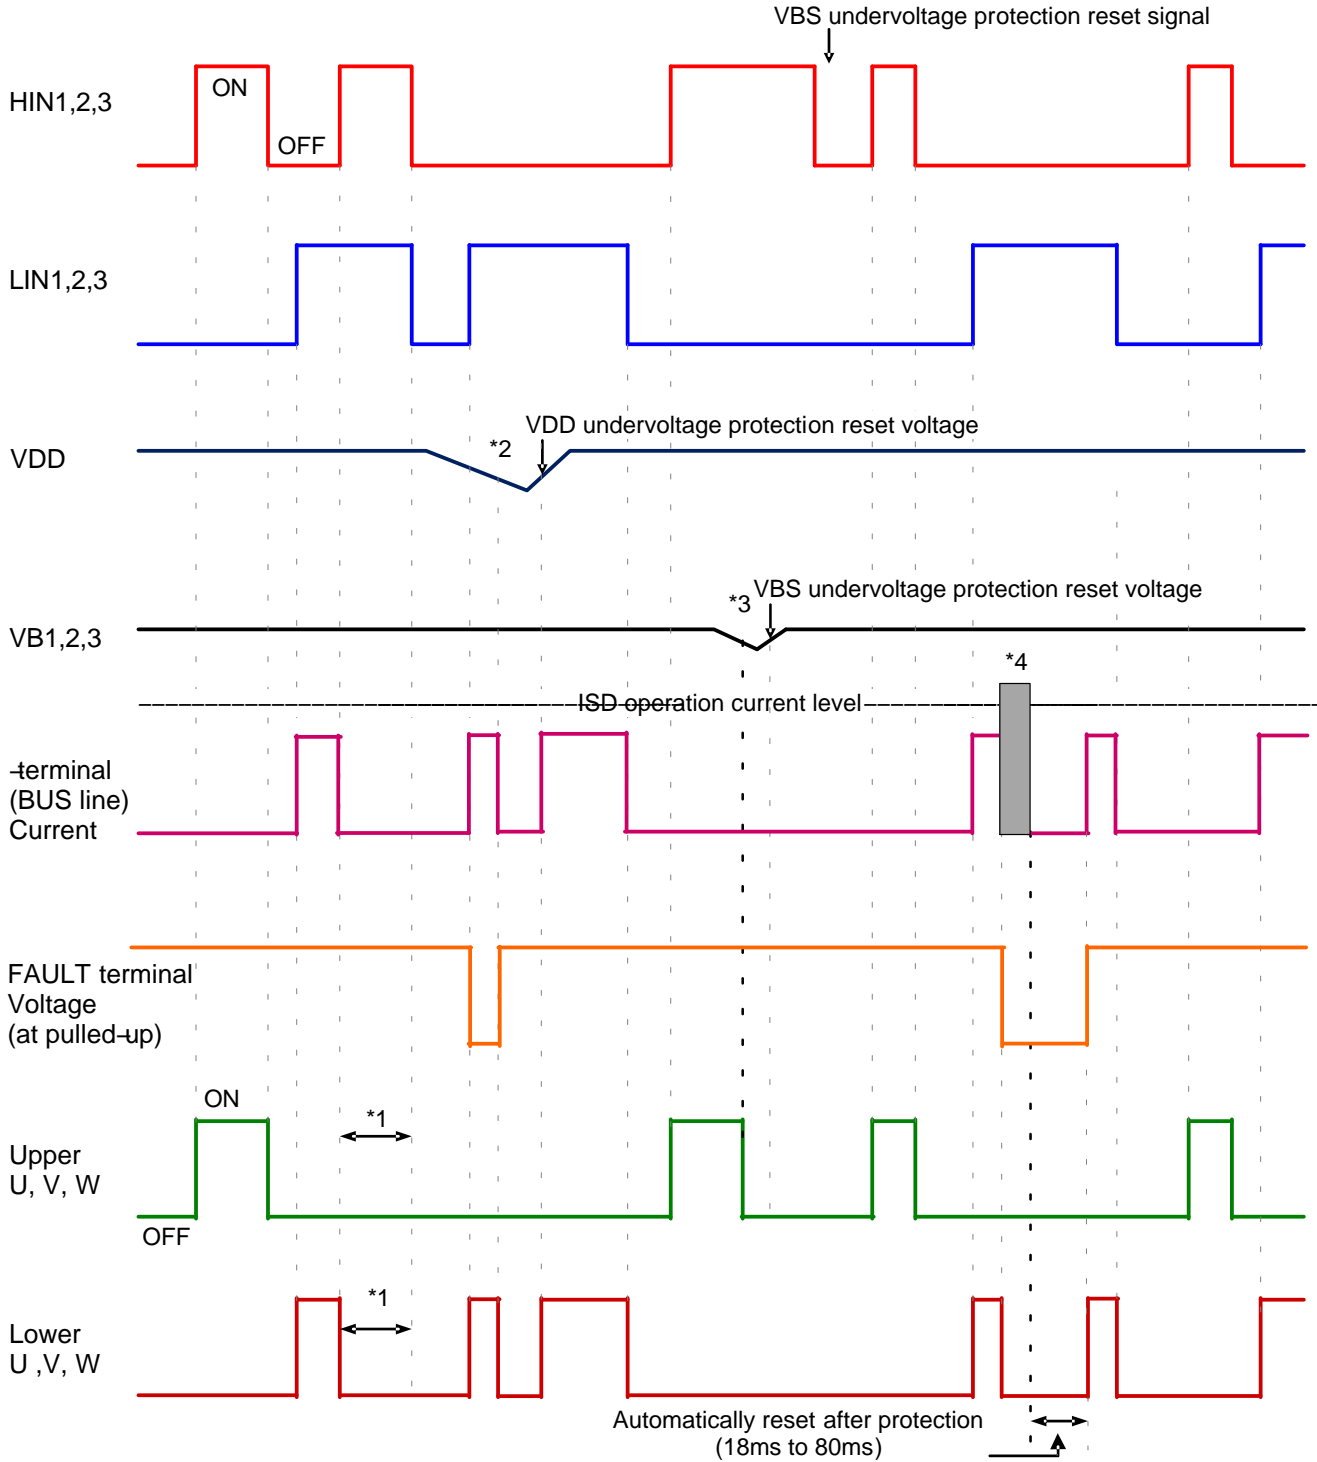 VBS undervoltage protection reset signal
HIN1,2,3
ON
OFF
LIN1,2,3
VDD undervoltage protection reset voltage
*2
VDD
VBS undervoltage protection reset voltage
*3
VB1,2,3
*4
ISD operation current level
–terminal
(BUS line)
Current
FAULT terminal
Voltage
(at pulled–up)
ON
*1
Upper
U, V, W
OFF
*1
Lower
U ,V, W
Automatically reset after protection
(18ms to 80ms)